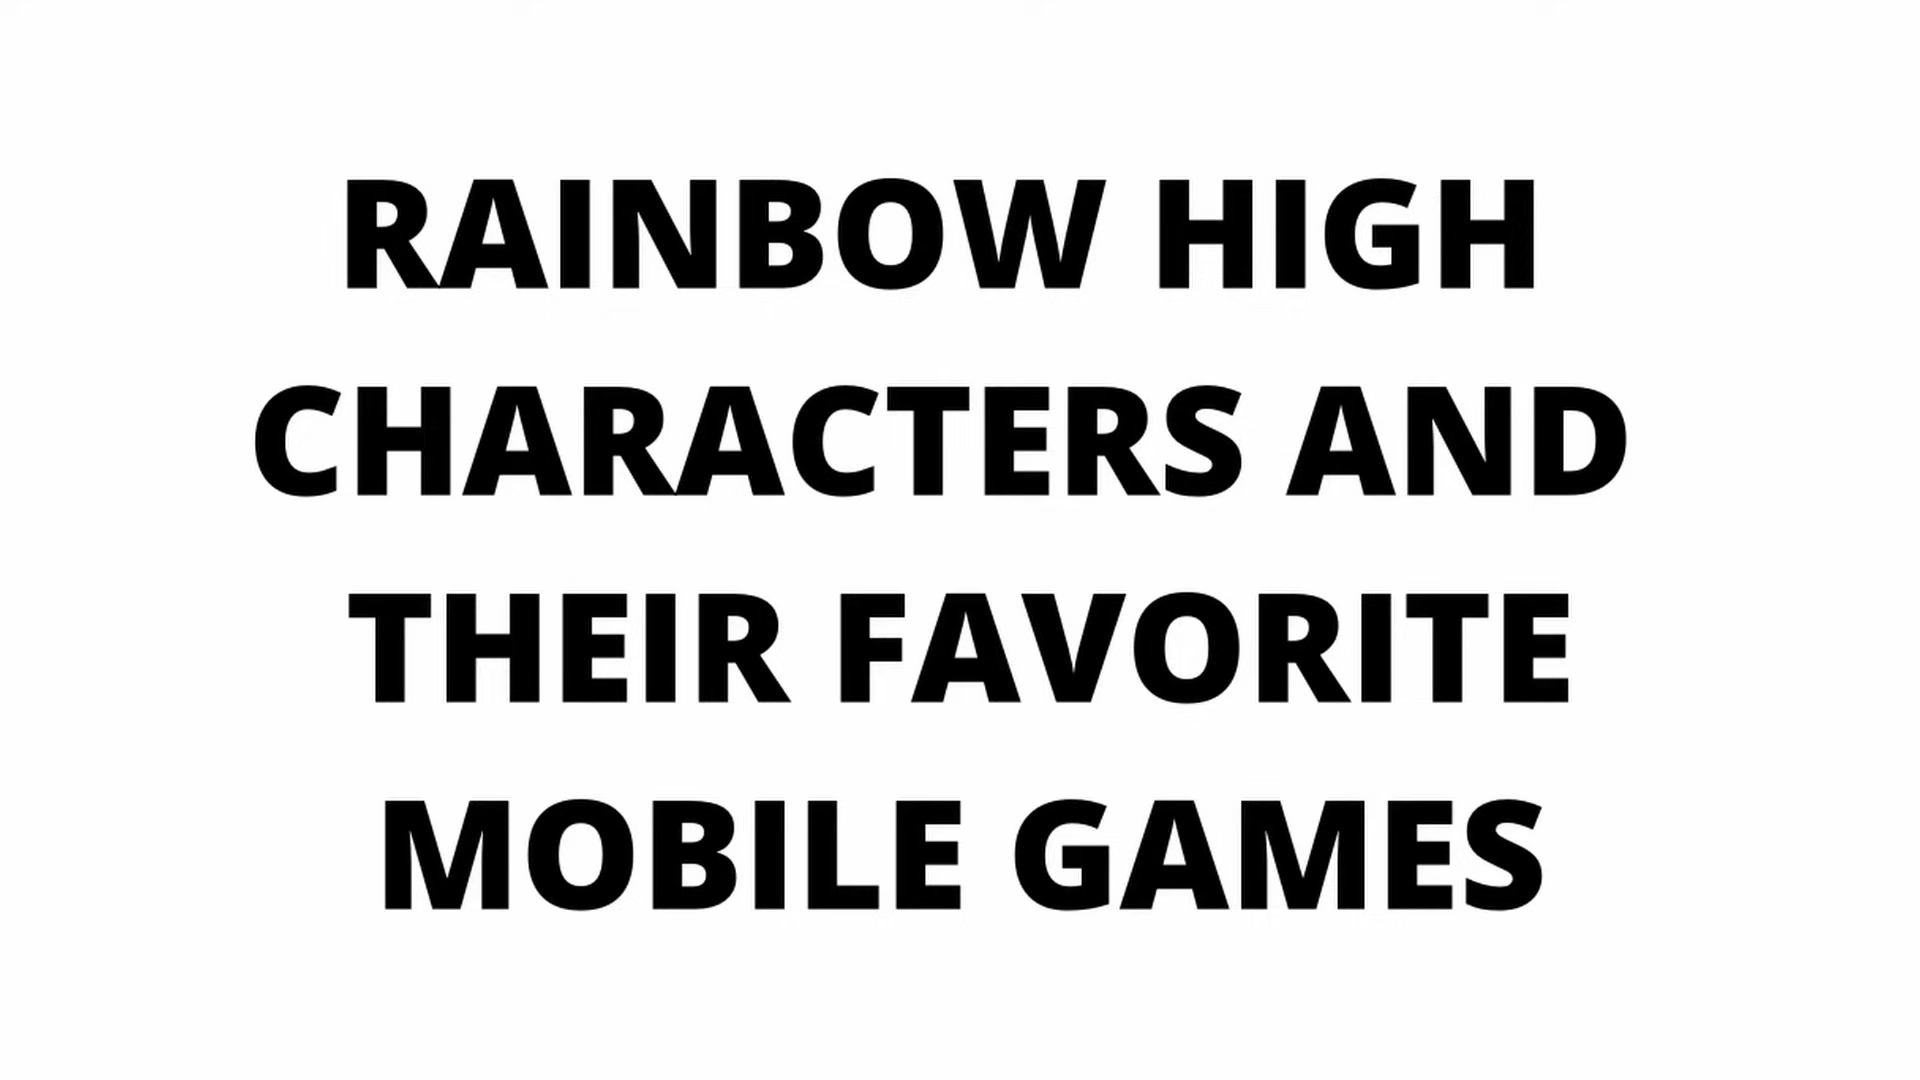 RAINBOW HIGH
CHARACTERS AND
THEIR FAVORITE
MOBILE GAMES